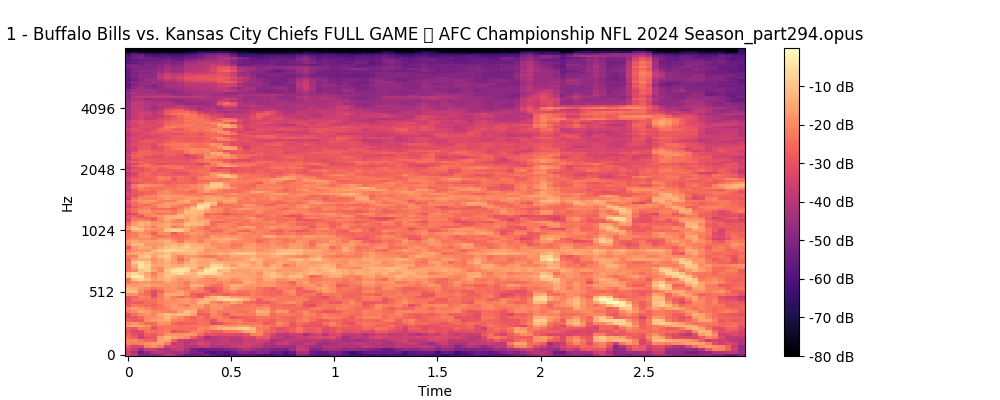 1 - Buffalo Bills vs. Kansas City Chiefs FULL GAME ▯ AFC Championship NFL 2024 Season_part294.opus
4096
2048
1024
512
0
Hz
0
0.5
1
1.5
2
2.5
Time
-10 dB
-20 dB
-30 dB
-40 dB
-50 dB
-60 dB
-70 dB
-80 dB